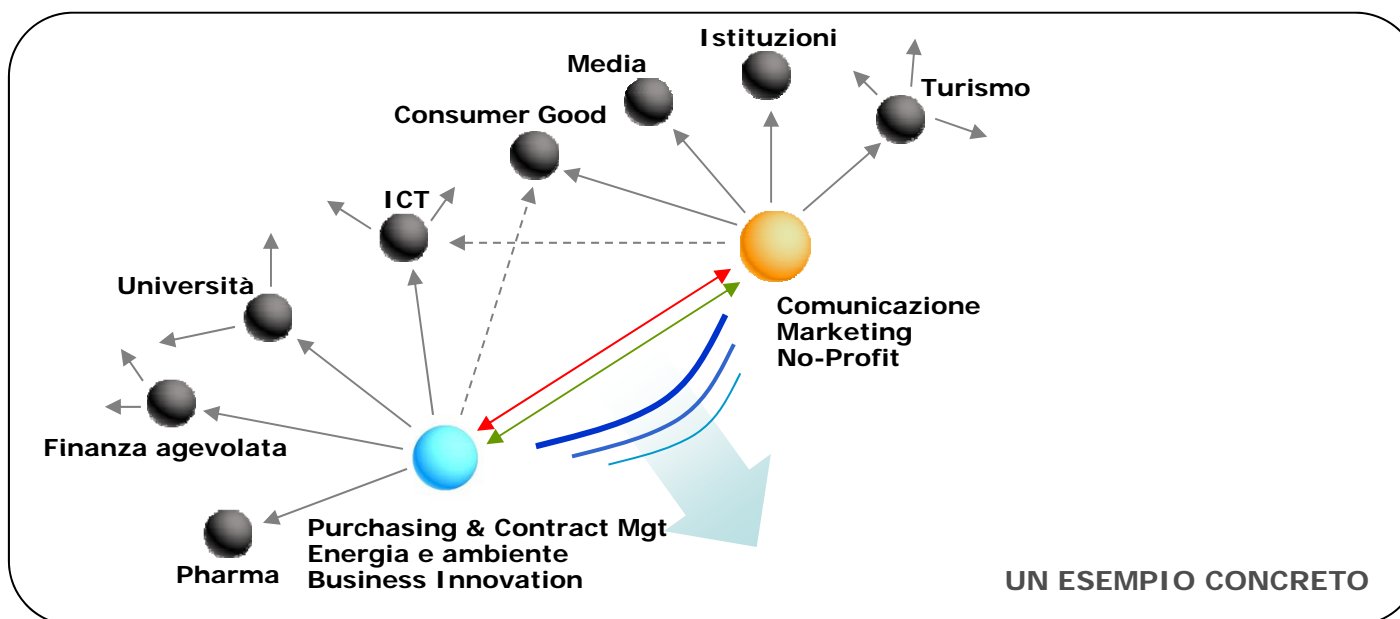 Istituzioni
Media
Turismo
Consumer Good
ICT
Università
Comunicazione
Marketing
No-Profit
Finanza agevolata
Purchasing & Contract Mgt
Energia e ambiente
Business Innovation
Pharma
UN ESEMPIO CONCRETO